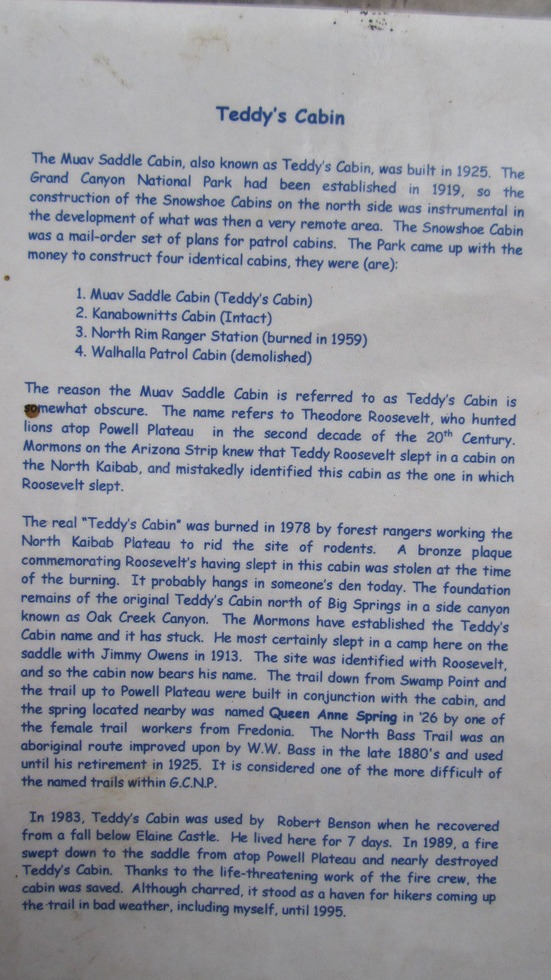 Teddy's Cabin
The Muav Saddle Cabin, also known as Teddy's Cabin, was built in 1925. The
Grand Canyon National Park had been established in 1919, so the
construction of the Snowshoe Cabins on the north side was instrumental in
the development of what was then a very remote area. The Snowshoe Cabin
was a mail-order set of plans for patrol cabins. The Park came up with the
money to construct four identical cabins, they were (are):
1. Muav Saddle Cabin (Teddy's Cabin)
2. Kanabownitts Cabin (Intact)
3. North Rim Ranger Station (burned in 1959)
4. Walhalla Patrol Cabin (demolished)
The reason the Muav Saddle Cabin is referred to as Teddy's Cabin is
somewhat obscure. The name refers to Theodore Roosevelt, who hunted
lions atop Powell Plateau in the second decade of the 20th Century.
Mormons on the Arizona Strip knew that Teddy Roosevelt slept in a cabin on
the North Kaibab, and mistakedly identified this cabin as the one in which
Roosevelt slept.
The real "Teddy's Cabin" was burned in 1978 by forest rangers working the
North Kaibab Plateau to rid the site of rodents. A bronze plaque
commemorating Roosevelt's having slept in this cabin was stolen at the time
of the burning. It probably hangs in someone's den today. The foundation
remains of the original Teddy's Cabin north of Big Springs in a side canyon
known as Oak Creek Canyon. The Mormons have established the Teddy's
Cabin name and it has stuck. He most certainly slept in a camp here on the
saddle with Jimmy Owens in 1913. The site was identified with Roosevelt,
and so the cabin now bears his name. The trail down from Swamp Point and
the trail up to Powell Plateau were built in conjunction with the cabin, and
the spring located nearby was named Queen Anne Spring in '26 by one of
the female trail workers from Fredonia. The North Bass Trail was an
aboriginal route improved upon by W.W. Bass in the late 1880's and used
until his retirement in 1925. It is considered one of the more difficult of
the named trails within G.C.N.P.
In 1983, Teddy's Cabin was used by Robert Benson when he recovered
from a fall below Elaine Castle. He lived here for 7 days. In 1989, a fire
swept down to the saddle from atop Powell Plateau and nearly destroyed
Teddy's Cabin. Thanks to the life-threatening work of the fire crew, the
cabin was saved. Although charred, it stood as a haven for hikers coming up
the trail in bad weather, including myself, until 1995.